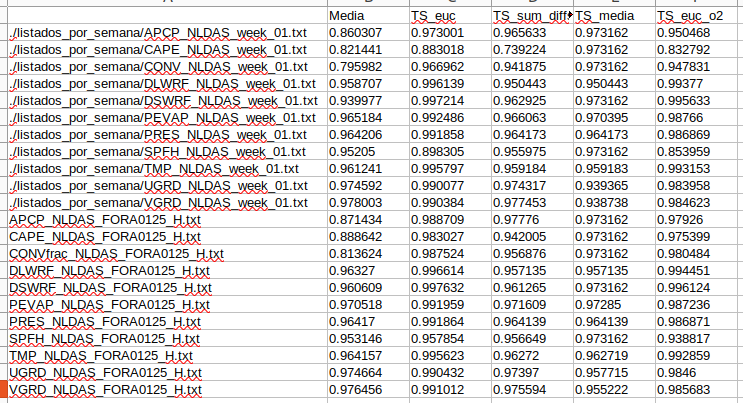 Media TS_euc TS_sum_diff TS_media TS_euc_o2
./listados_por_semana/APCP_NLDAS_week_01.txt 0.860307 0.973001 0.965633 0.973162 0.950468
./listados_por_semana/CAPE_NLDAS_week_01.txt 0.821441 0.883018 0.739224 0.973162 0.832792
./listados_por_semana/CONV_NLDAS_week_01.txt 0.795982 0.966962 0.941875 0.973162 0.947831
./listados_por_semana/DLWRF_NLDAS_week_01.txt 0.958707 0.996139 0.950443 0.950443 0.99377
./listados_por_semana/DSWRF_NLDAS_week_01.txt 0.939977 0.997214 0.962925 0.973162 0.995633
./listados_por_semana/PEVAP_NLDAS_week_01.txt 0.965184 0.992486 0.966063 0.970395 0.98766
./listados_por_semana/PRES_NLDAS_week_01.txt 0.964206 0.991858 0.964173 0.964173 0.986869
./listados_por_semana/SPFH_NLDAS_week_01.txt 0.95205 0.898305 0.955975 0.973162 0.853959
./listados_por_semana/TMP_NLDAS_week_01.txt 0.961241 0.995797 0.959184 0.959183 0.993153
./listados_por_semana/UGRD_NLDAS_week_01.txt 0.974592 0.990077 0.974317 0.939365 0.983958
./listados_por_semana/VGRD_NLDAS_week_01.txt 0.978003 0.990384 0.977453 0.938738 0.984623
APCP_NLDAS_FORA0125_H.txt 0.871434 0.988709 0.97776 0.973162 0.97926
CAPE_NLDAS_FORA0125_H.txt 0.888642 0.983027 0.942005 0.973162 0.975399
CONVfrac_NLDAS_FORA0125_H.txt 0.813624 0.987524 0.956876 0.973162 0.980484
DLWRF_NLDAS_FORA0125_H.txt 0.96327 0.996614 0.957135 0.957135 0.994451
DSWRF_NLDAS_FORA0125_H.txt 0.960609 0.997632 0.961265 0.973162 0.996124
PEVAP_NLDAS_FORA0125_H.txt 0.970518 0.991959 0.971609 0.97285 0.987236
PRES_NLDAS_FORA0125_H.txt 0.96417 0.991864 0.964139 0.964139 0.986871
SPFH_NLDAS_FORA0125_H.txt 0.953146 0.957854 0.956649 0.973162 0.938817
TMP_NLDAS_FORA0125_H.txt 0.964157 0.995623 0.96272 0.962719 0.992859
UGRD_NLDAS_FORA0125_H.txt 0.974664 0.990432 0.97397 0.957715 0.9846
VGRD_NLDAS_FORA0125_H.txt 0.976456 0.991012 0.975594 0.955222 0.985683